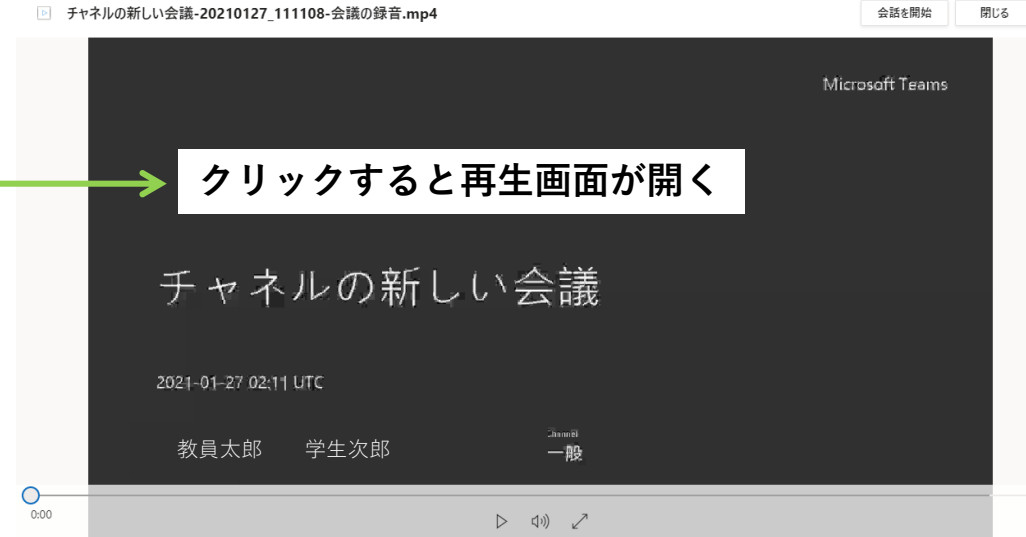 チャネルの新しい会議-20210127_111108-会議の録音.mp4 会話を開始 閉じる
Microsoft Teams
クリックすると再生画面が開く
チャネルの新しい会議
2021-01-27 02:11 UTC
Channel
教員太郎 学生次郎 一般
0:00